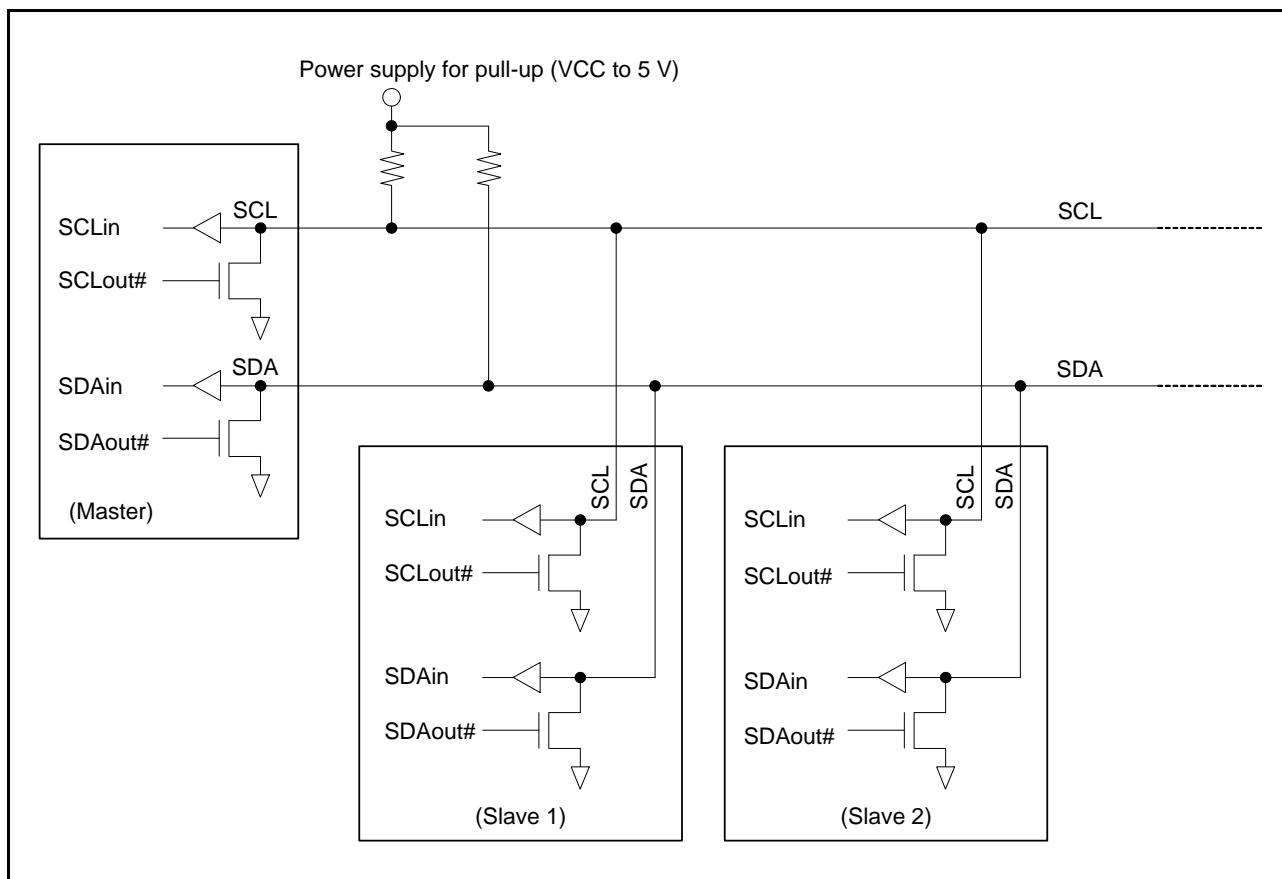 Power supply for pull-up (VCC to 5 V)
SCL
SCLin
SCLout#
SDA
SDAin
SDAout#
(Master)
SCL
SDA
SCL
SDA
SCLin
SCLout#
SDAin
SDAout#
(Slave 1)
SCL
SDA
SCLin
SCLout#
SDAin
SDAout#
(Slave 2)